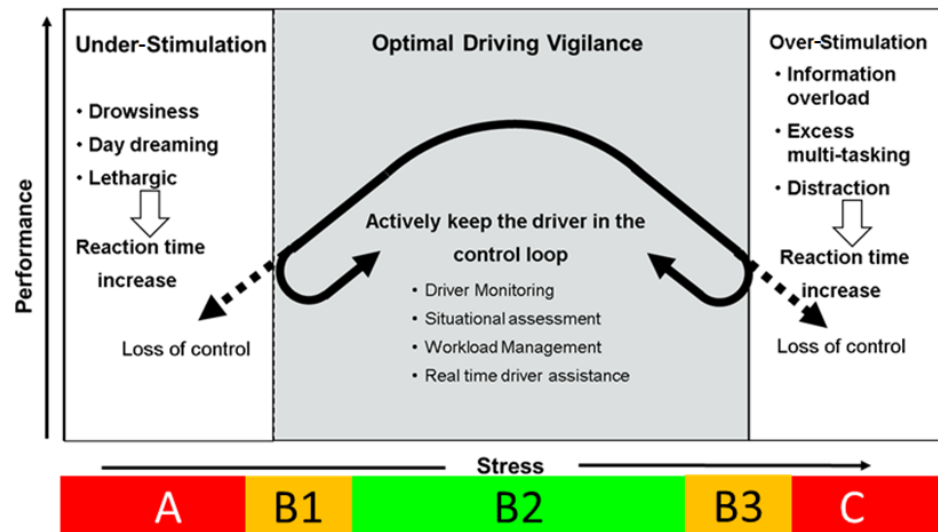 Performance
Under-Stimulation
• Drowsiness
• Day dreaming
• Lethargic
Reaction time
increase
Loss of control
Optimal Driving Vigilance
Actively keep the driver in the
control loop
• Driver Monitoring
• Situational assessment
• Workload Management
• Real time driver assistance
Over-Stimulation
• Information
overload
• Excess
multi-tasking
• Distraction
Reaction time
increase
Loss of control
Stress
A B1 B2 B3 C